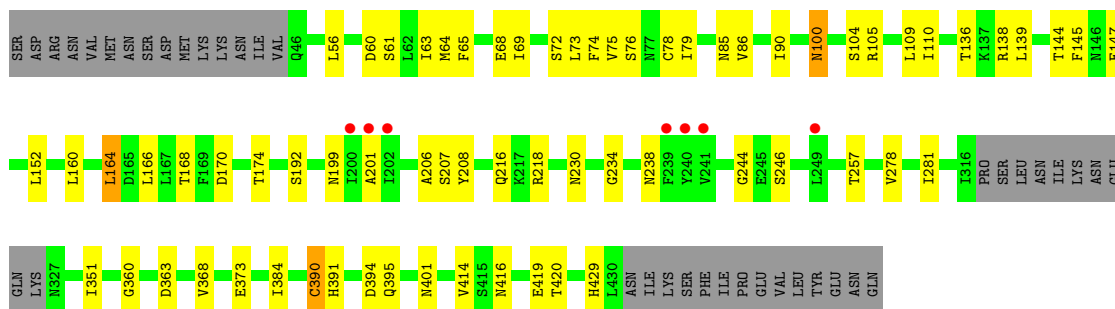 SER ASP ARG ASN VAL MET ASN SER ASP MET LYS LYS ASN ILE VAL Q46 L56 D60 S61 L62 I63 M64 F65 E68 I69 S72 L73 F74 V75 S76 N77 C78 I79 N85 V86 I90 N100 S104 R105 L109 I110 T136 K137 R138 L139 T144 F145 N146
L152 L160 L164 D165 L166 L167 T168 F169 D170 T174 S192 N199 I200 A201 I202 A206 S207 Y208 Q216 K217 R218 N230 G234 N238 F239 Y240 V241 G244 E245 S246 L249 T257 V278 I281 I316 PRO SER LEU ASN ILE LYS ASN GLU
GLN LYS N327 I351 G360 D363 V368 E373 I384 C390 H391 D394 Q395 N401 V414 S415 N416 E419 T420 H429 L430 ASN ILE LYS SER PHE ILE PRO GLU VAL LEU TYR GLU ASN GLN